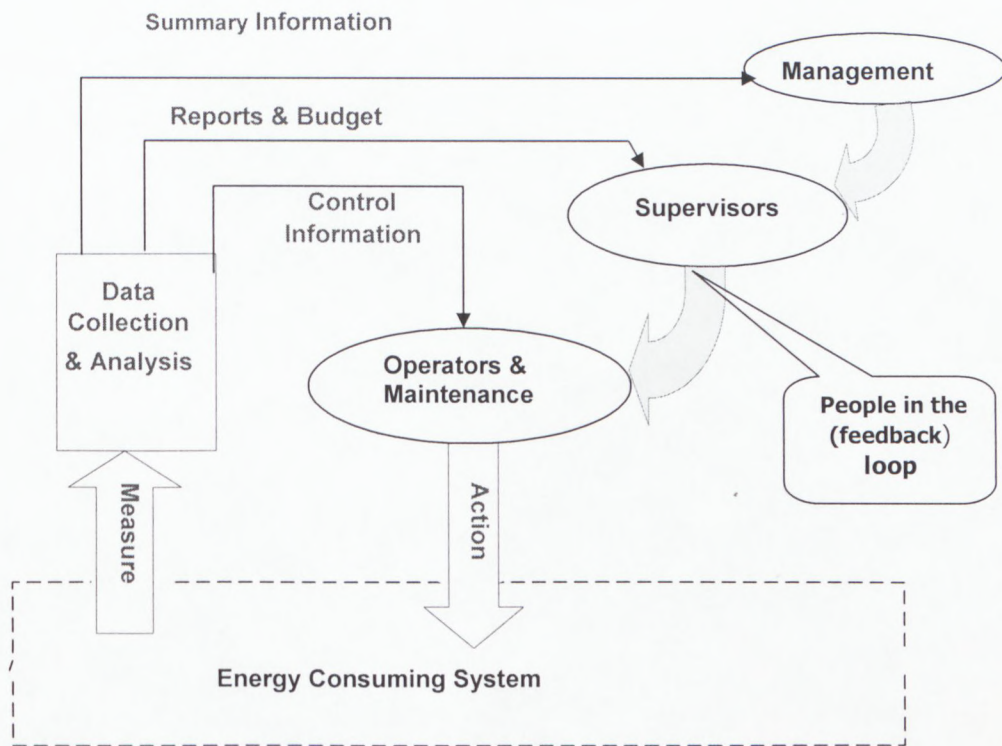 Summary Information
Management
Reports & Budget
Supervisors
Control
Information
Data
Collection
& Analysis
Operators &
Maintenance
People in the
(feedback)
loop
Measure
Action
Energy Consuming System